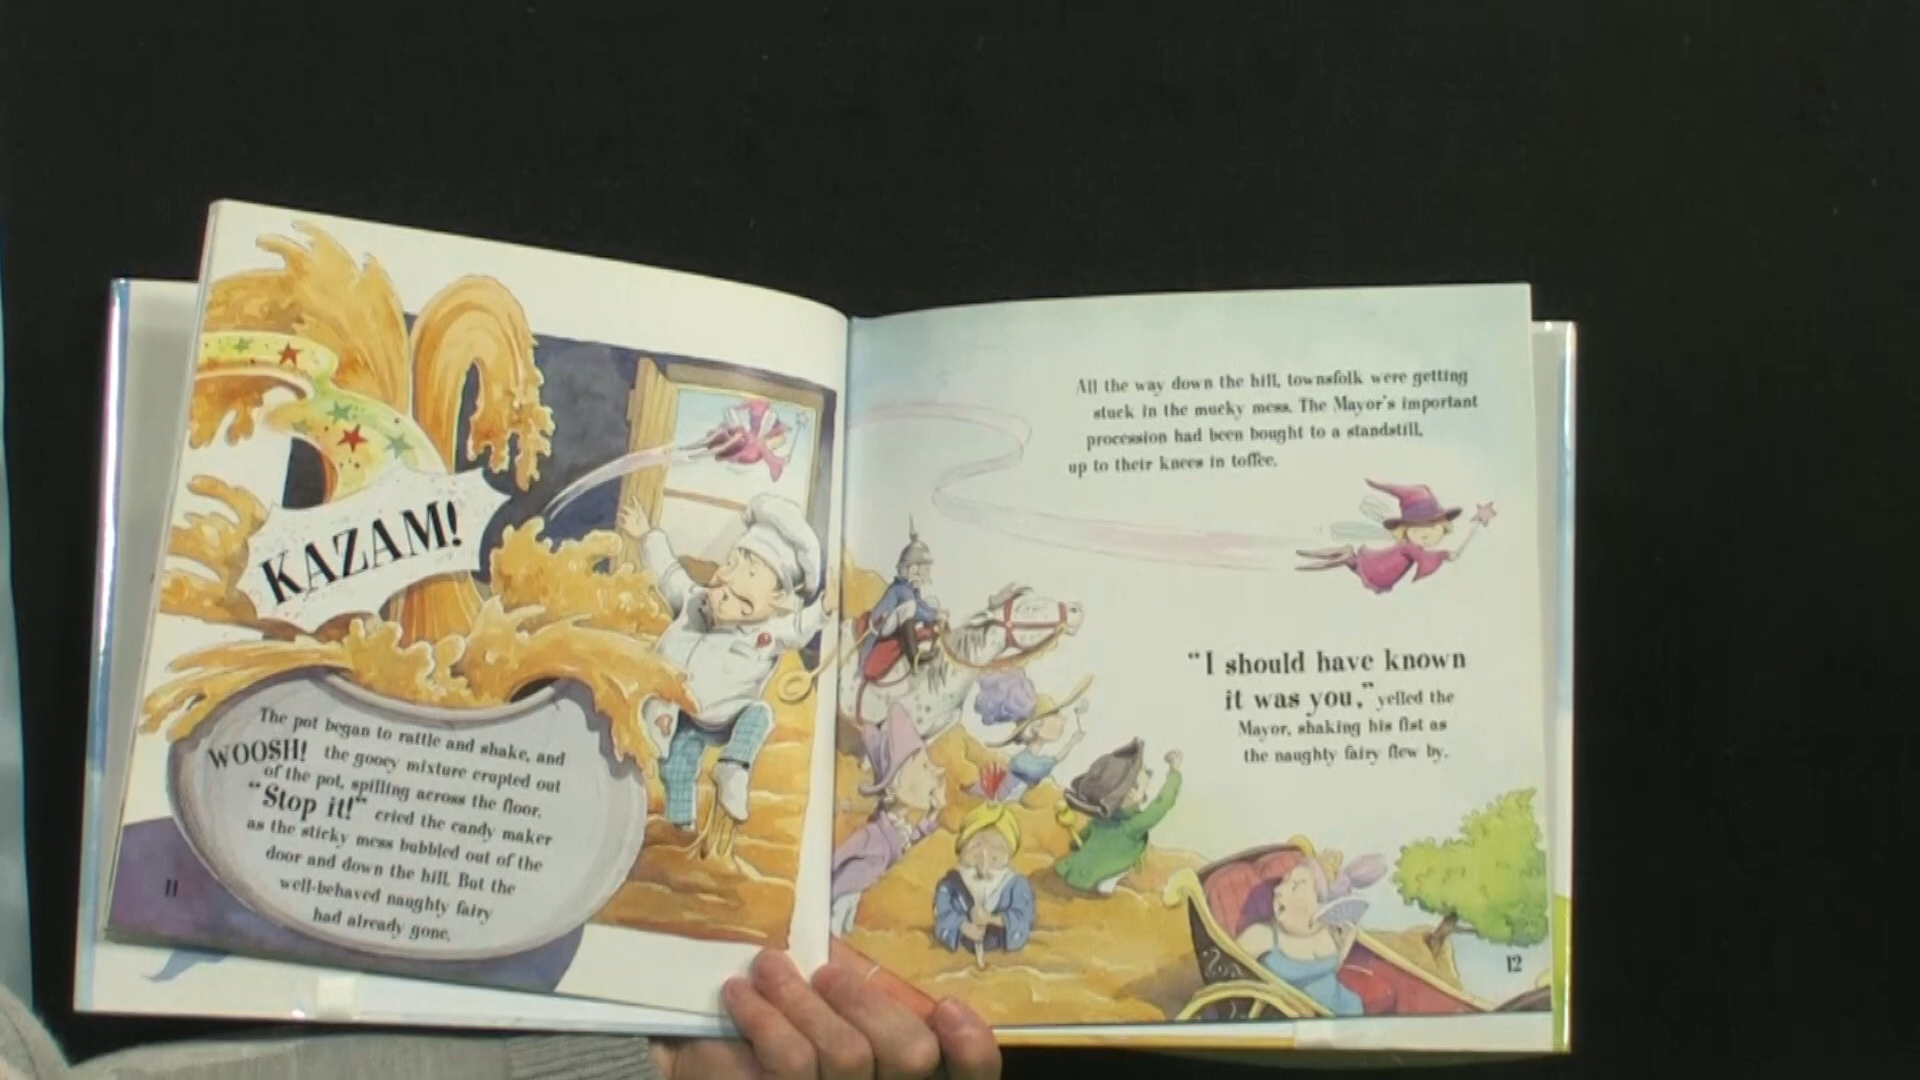 KAZAM!
The pot began to rattle and shake, and
WOOSH! the gooey mixture erupted out
of the pot, spilling across the floor.
"Stop it!" cried the candy maker
as the sticky mess bubbled out of the
door and down the hill. But the
well-behaved naughty fairy
had already gone.
11
All the way down the hill, townsfolk were getting
stuck in the mucky mess. The Mayor's important
procession had been bought to a standstill,
up to their knees in toffee.
"I should have known
it was you," yelled the
Mayor, shaking his fist as
the naughty fairy flew by.
12